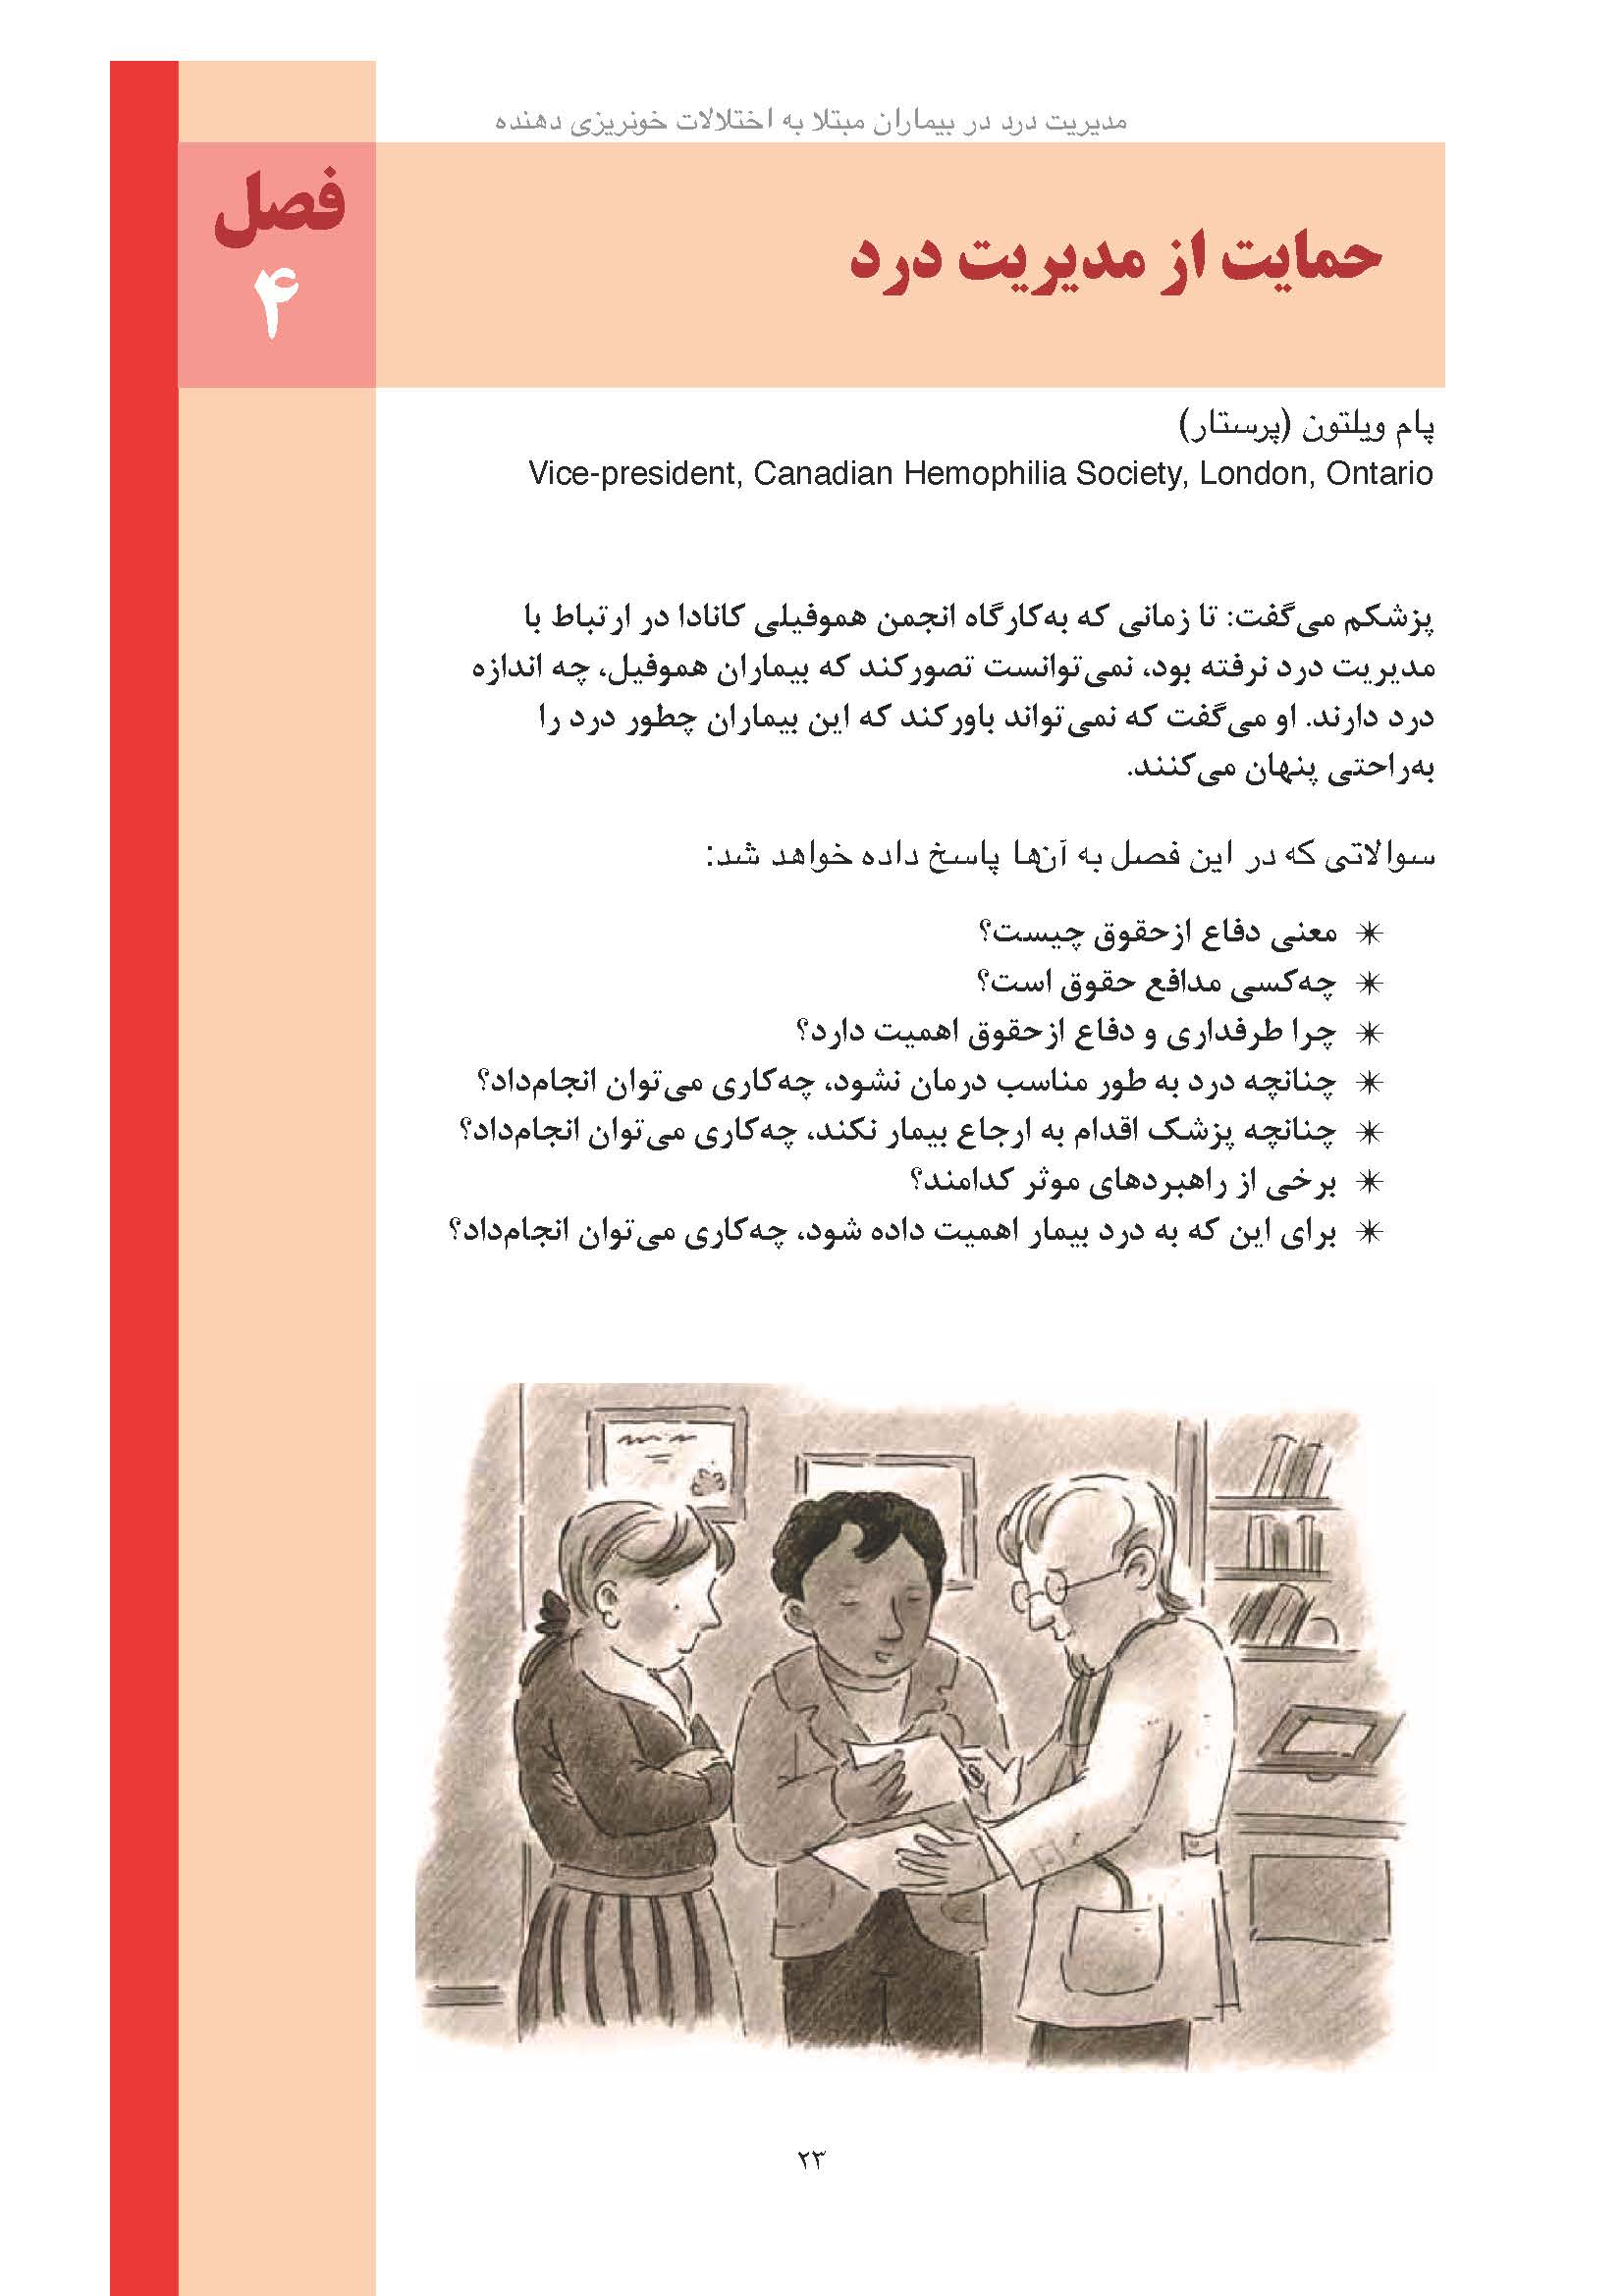 مدیریت درد در بیماران مبتلا به اختلالات خونریزی دهنده
فصل
۴
حمایت از مدیریت درد
پام ویلتون (پرستار)
Vice-president, Canadian Hemophilia Society, London, Ontario
پزشکم می‌گفت: تا زمانی که به‌کارگاه انجمن هموفیلی کانادا در ارتباط با
مدیریت درد نرفته بود، نمی‌توانست تصورکند که بیماران هموفیل، چه اندازه
درد دارند. او می‌گفت که نمی‌تواند باورکند که این بیماران چطور درد را
به‌راحتی پنهان می‌کنند.
سوالاتی که در این فصل به آن‌ها پاسخ داده خواهد شد:
✴ معنی دفاع ازحقوق چیست؟
✴ چه‌کسی مدافع حقوق است؟
✴ چرا طرفداری و دفاع ازحقوق اهمیت دارد؟
✴ چنانچه درد به طور مناسب درمان نشود، چه‌کاری می‌توان انجام‌داد؟
✴ چنانچه پزشک اقدام به ارجاع بیمار نکند، چه‌کاری می‌توان انجام‌داد؟
✴ برخی از راهبردهای موثر کدامند؟
✴ برای این که به درد بیمار اهمیت داده شود، چه‌کاری می‌توان انجام‌داد؟
۲۳